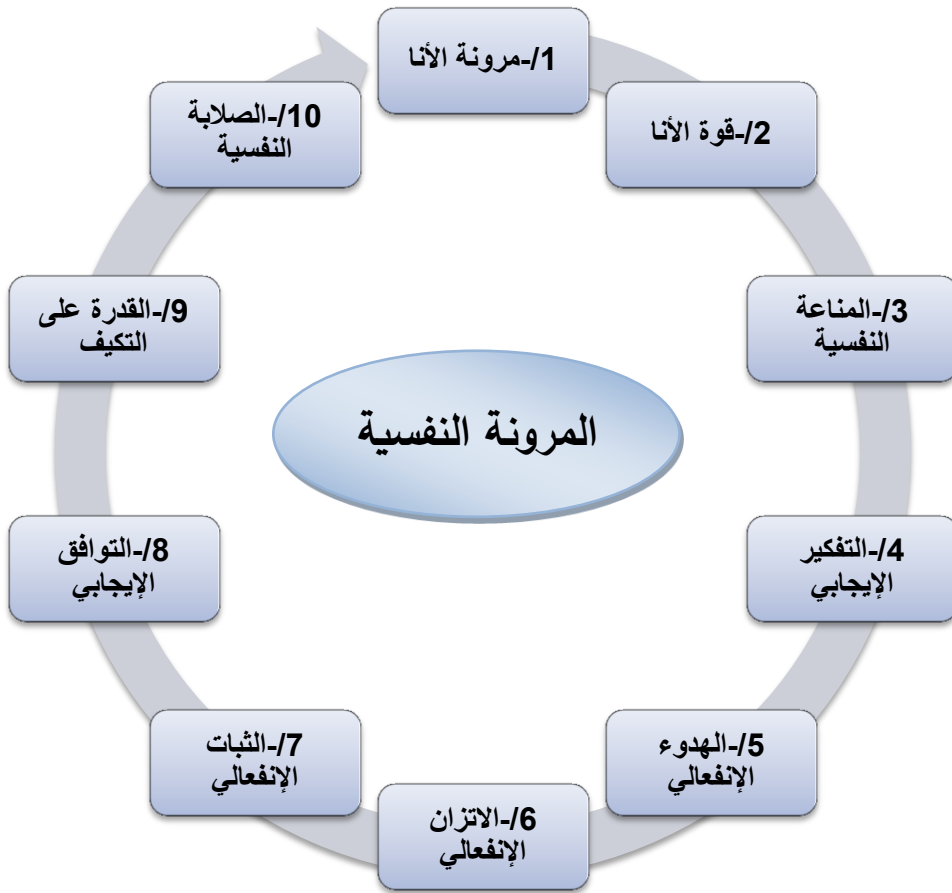 1/-مرونة الأنا
2/-قوة الأنا
3/-المناعة
النفسية
4/-التفكير
الإيجابي
5/-الهدوء
الإنفعالي
6/-الاتزان
الإنفعالي
7/-الثبات
الإنفعالي
8/-التوافق
الإيجابي
9/-القدرة على
التكيف
10/-الصلابة
النفسية
المرونة النفسية